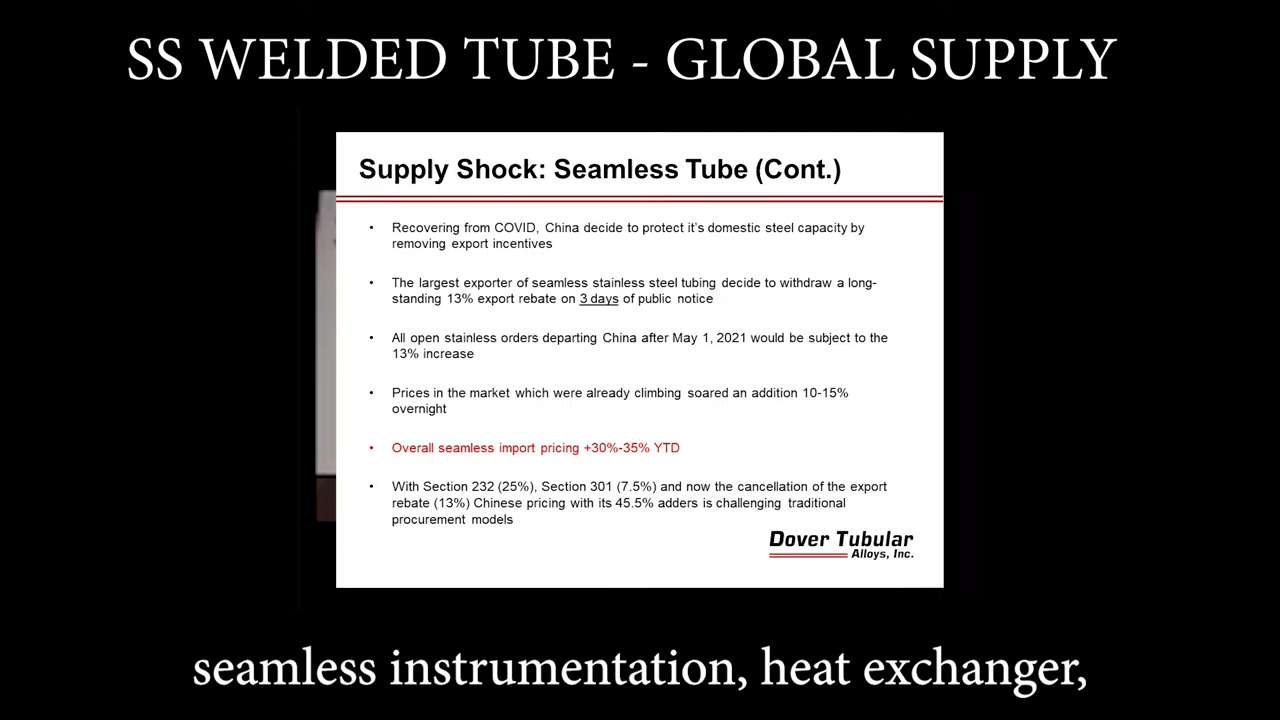 SS WELDED TUBE - GLOBAL SUPPLY
Supply Shock: Seamless Tube (Cont.)
• Recovering from COVID, China decide to protect it's domestic steel capacity by
removing export incentives
• The largest exporter of seamless stainless steel tubing decide to withdraw a long-
standing 13% export rebate on 3 days of public notice
• All open stainless orders departing China after May 1, 2021 would be subject to the
13% increase
• Prices in the market which were already climbing soared an addition 10-15%
overnight
• Overall seamless import pricing +30%-35% YTD
• With Section 232 (25%), Section 301 (7.5%) and now the cancellation of the export
rebate (13%) Chinese pricing with its 45.5% adders is challenging traditional
procurement models
Dover Tubular
Alloys, Inc.
seamless instrumentation, heat exchanger,